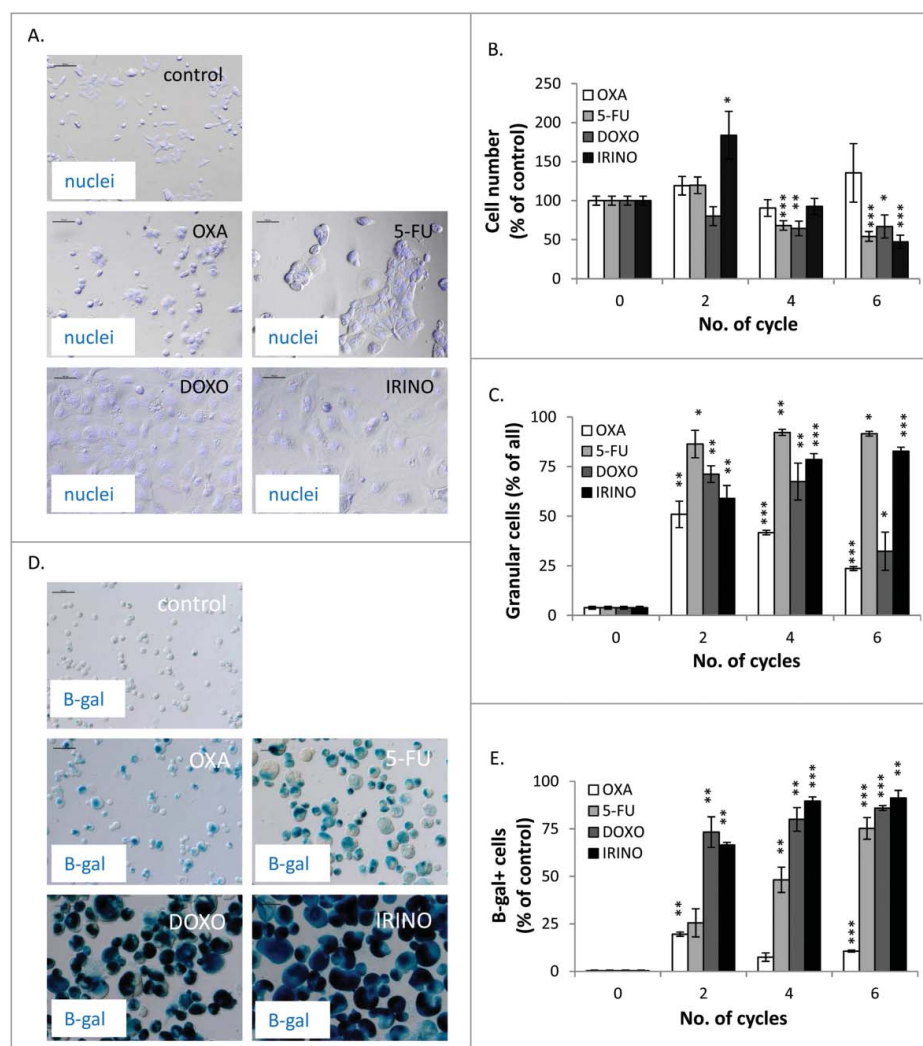 A.
control
nuclei
OXA
nuclei
5-FU
nuclei
DOXO
nuclei
IRINO
nuclei
B.
Cell number
(% of control)
250
200
150
100
50
0
OXA
5-FU
DOXO
IRINO
*
***
**
***
*
***
0 2 4 6
No. of cycle
C.
Granular cells (% of all)
100
75
50
25
0
OXA
5-FU
DOXO
IRINO
**
*
**
**
***
**
**
***
***
*
*
***
0 2 4 6
No. of cycles
D.
control
B-gal
OXA
B-gal
5-FU
B-gal
DOXO
B-gal
IRINO
B-gal
E.
B-gal+ cells
(% of control)
100
75
50
25
0
OXA
5-FU
DOXO
IRINO
**
**
**
**
**
***
***
***
***
**
0 2 4 6
No. of cycles